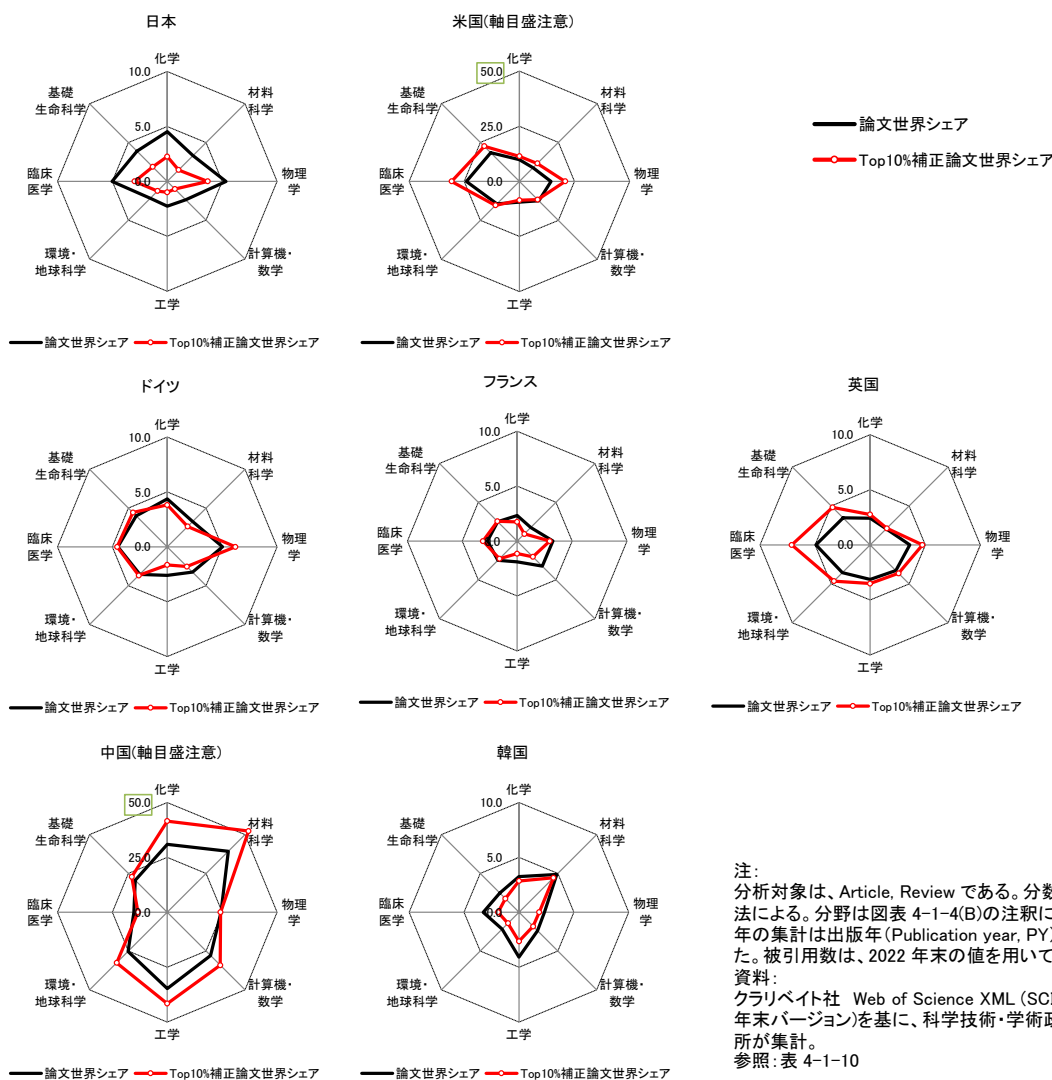 日本
化学
材料
科学
物理
学
計算機・
数学
工学
環境・
地球科学
臨床
医学
基礎
生命科学
10.0
5.0
0.0
論文世界シェア
Top10%補正論文世界シェア
米国(軸目盛注意)
化学
材料
科学
物理
学
計算機・
数学
工学
環境・
地球科学
臨床
医学
基礎
生命科学
50.0
25.0
0.0
論文世界シェア
Top10%補正論文世界シェア
論文世界シェア
Top10%補正論文世界シェア
ドイツ
化学
材料
科学
物理
学
計算機・
数学
工学
環境・
地球科学
臨床
医学
基礎
生命科学
10.0
5.0
0.0
論文世界シェア
Top10%補正論文世界シェア
フランス
化学
材料
科学
物理
学
計算機・
数学
工学
環境・
地球科学
臨床
医学
基礎
生命科学
10.0
5.0
0.0
論文世界シェア
Top10%補正論文世界シェア
英国
化学
材料
科学
物理
学
計算機・
数学
工学
環境・
地球科学
臨床
医学
基礎
生命科学
10.0
5.0
0.0
論文世界シェア
Top10%補正論文世界シェア
中国(軸目盛注意)
化学
材料
科学
物理
学
計算機・
数学
工学
環境・
地球科学
臨床
医学
基礎
生命科学
50.0
25.0
0.0
論文世界シェア
Top10%補正論文世界シェア
韓国
化学
材料
科学
物理
学
計算機・
数学
工学
環境・
地球科学
臨床
医学
基礎
生命科学
10.0
5.0
0.0
論文世界シェア
Top10%補正論文世界シェア
注:
分析対象は、Article, Review である。分数
法による。分野は図表 4-1-4(B)の注釈に
年の集計は出版年(Publication year, PY)
た。被引用数は、2022 年末の値を用いて
資料:
クラリベイト社 Web of Science XML (SCI
年末バージョン)を基に、科学技術・学術政
所が集計。
参照:表 4-1-10